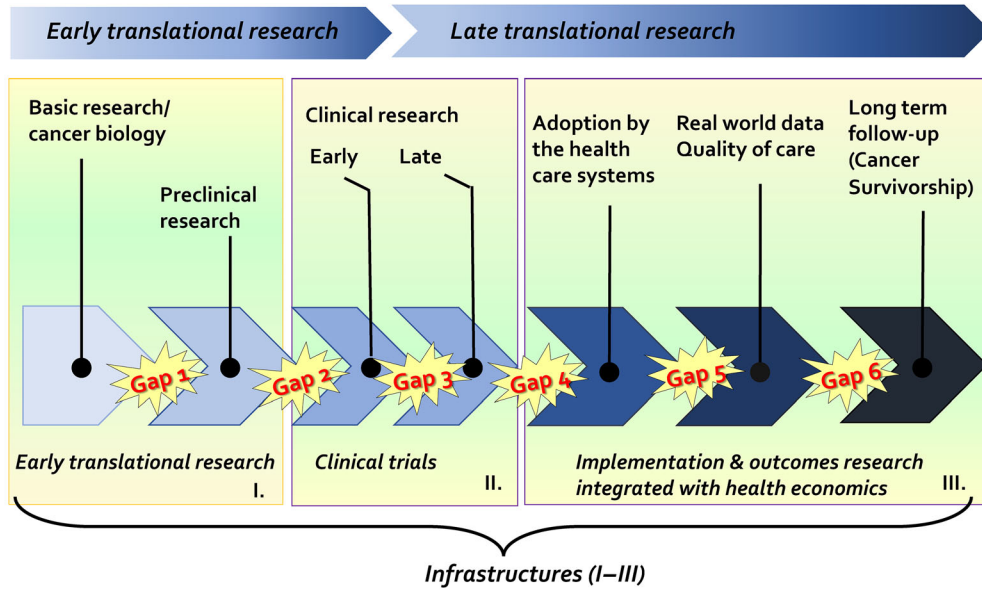 Early translational research
Late translational research
Basic research/
cancer biology
Preclinical
research
Clinical research
Early
Late
Adoption by
the health
care systems
Real world data
Quality of care
Long term
follow-up
(Cancer
Survivorship)
Gap 1
Gap 2
Gap 3
Gap 4
Gap 5
Gap 6
Early translational research
I.
Clinical trials
II.
Implementation & outcomes research
integrated with health economics
III.
Infrastructures (I–III)